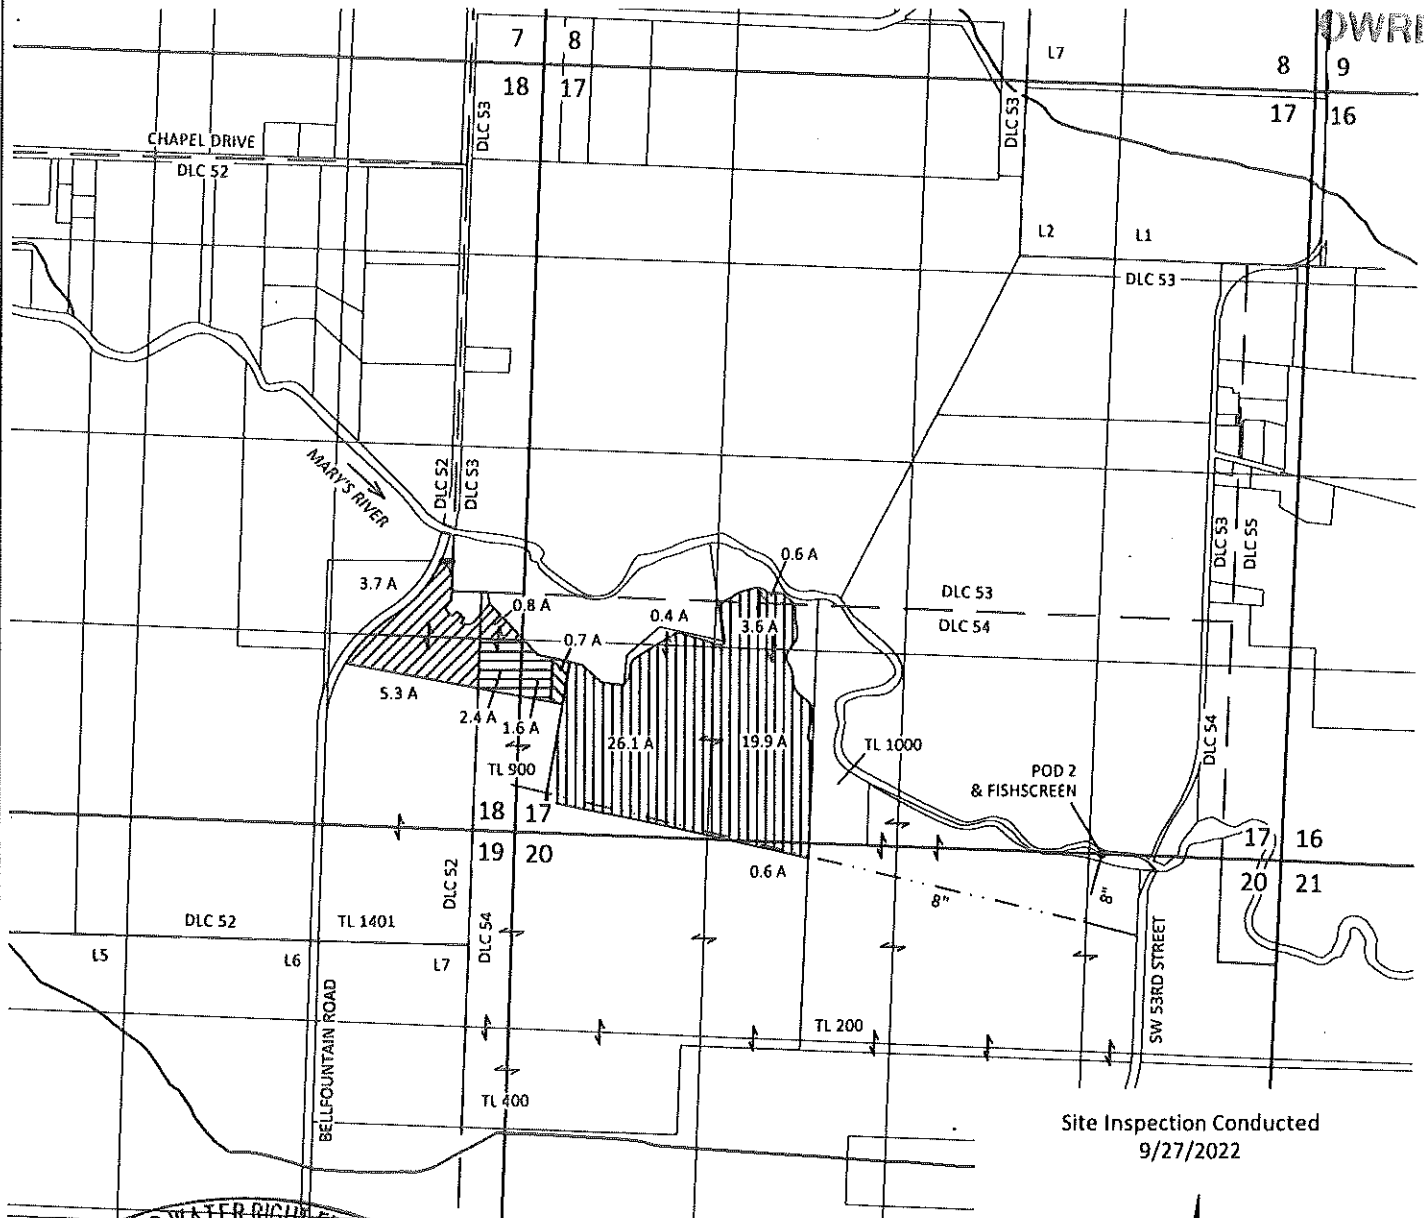 OWRD
7 8
18 17
L7
8 9
17 16
DLC 53
DLC 53
CHAPEL DRIVE
DLC 52
L2
L1
DLC 53
MARY'S RIVER
DLC 52
DLC 53
DLC 53
DLC 55
3.7 A
0.8 A
0.7 A
0.4 A
0.6 A
3.6 A
DLC 53
DLC 54
5.3 A
2.4 A
1.6 A
26.1 A
19.9 A
TL 900
TL 1000
POD 2
& FISHSCREEN
DLC 54
18 17
19 20
17 16
20 21
0.6 A
8"
8"
DLC 52
DLC 54
DLC 52
TL 1401
L5
L6
L7
BELLFOUNTAIN ROAD
SW 53RD STREET
TL 200
TL 400
Site Inspection Conducted
9/27/2022
WATER RIGHT